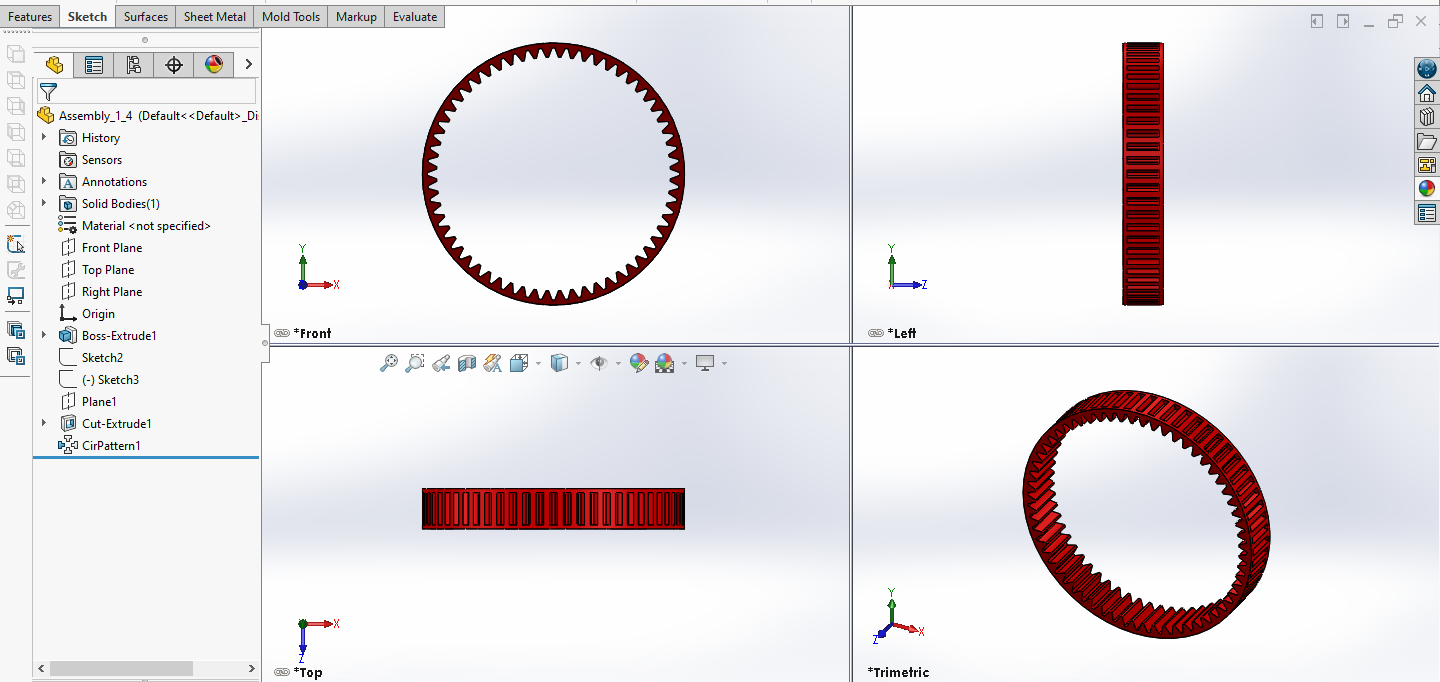 Features Sketch Surfaces Sheet Metal Mold Tools Markup Evaluate
Assembly_1_4 (Default<<Default>_Di
History
Sensors
Annotations
Solid Bodies(1)
Material <not specified>
Front Plane
Top Plane
Right Plane
Origin
Boss-Extrude1
Sketch2
(-) Sketch3
Plane1
Cut-Extrude1
CirPattern1
Y
X
*Front
Y
Z
*Left
X
Z
*Top
Y
X
Z
*Trimetric